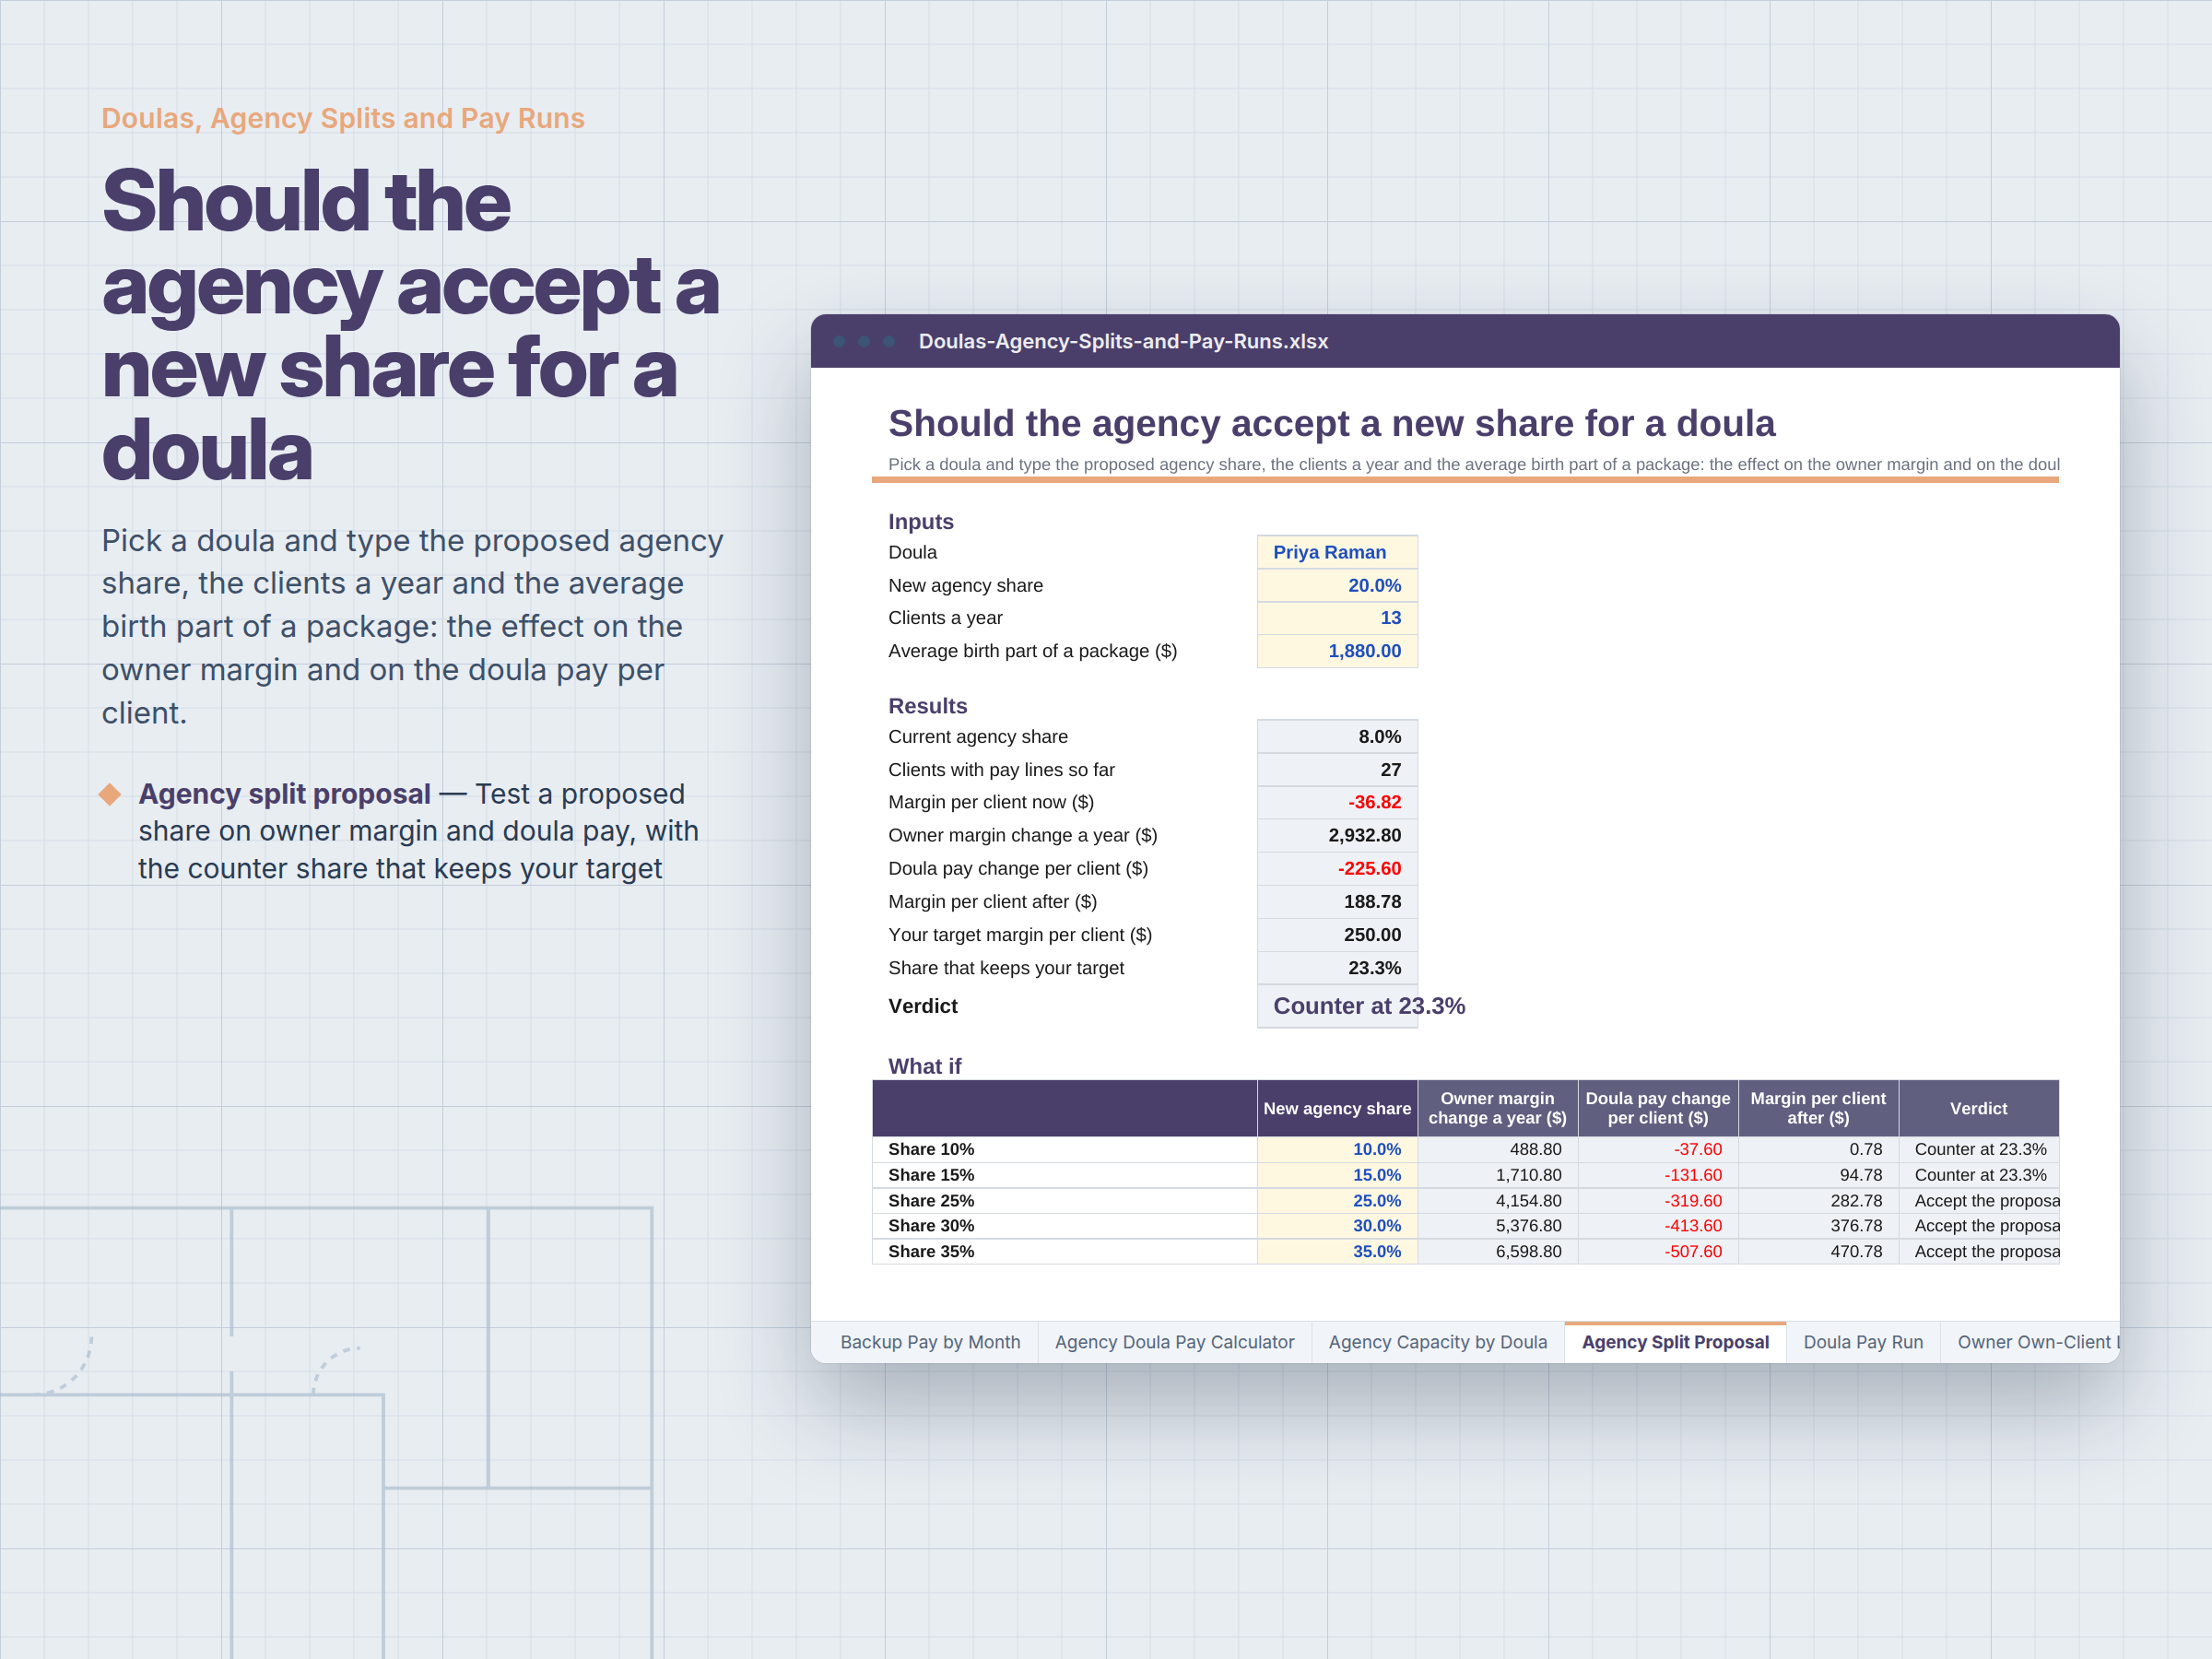 Doulas, Agency Splits and Pay Runs
Should the
agency accept a
new share for a
doula
Pick a doula and type the proposed agency
share, the clients a year and the average
birth part of a package: the effect on the
owner margin and on the doula pay per
client.
Agency split proposal — Test a proposed
share on owner margin and doula pay, with
the counter share that keeps your target
Doulas-Agency-Splits-and-Pay-Runs.xlsx
Should the agency accept a new share for a doula
Pick a doula and type the proposed agency share, the clients a year and the average birth part of a package: the effect on the owner margin and on the doul
Inputs
Doula Priya Raman
New agency share 20.0%
Clients a year 13
Average birth part of a package ($) 1,880.00
Results
Current agency share 8.0%
Clients with pay lines so far 27
Margin per client now ($) -36.82
Owner margin change a year ($) 2,932.80
Doula pay change per client ($) -225.60
Margin per client after ($) 188.78
Your target margin per client ($) 250.00
Share that keeps your target 23.3%
Verdict Counter at 23.3%
What if
New agency share Owner margin change a year ($) Doula pay change per client ($) Margin per client after ($) Verdict
Share 10% 10.0% 488.80 -37.60 0.78 Counter at 23.3%
Share 15% 15.0% 1,710.80 -131.60 94.78 Counter at 23.3%
Share 25% 25.0% 4,154.80 -319.60 282.78 Accept the proposa
Share 30% 30.0% 5,376.80 -413.60 376.78 Accept the proposa
Share 35% 35.0% 6,598.80 -507.60 470.78 Accept the proposa
Backup Pay by Month Agency Doula Pay Calculator Agency Capacity by Doula Agency Split Proposal Doula Pay Run Owner Own-Client